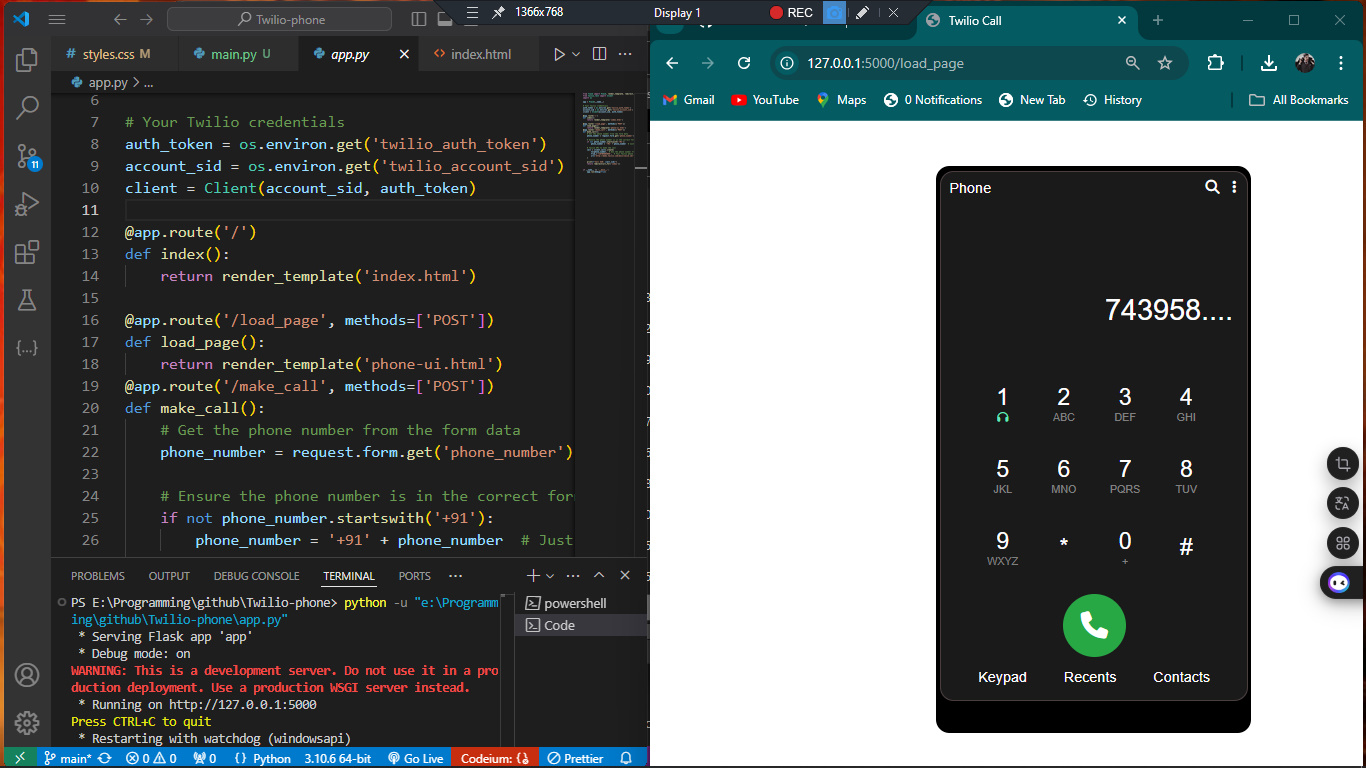 Twilio-phone
1366x768
Display 1
REC
Twilio Call
# styles.css M
main.py U
app.py
<> index.html
127.0.0.1:5000/load_page
Gmail
YouTube
Maps
0 Notifications
New Tab
History
All Bookmarks
app.py > ...
6
7 # Your Twilio credentials
8 auth_token = os.environ.get('twilio_auth_token')
9 account_sid = os.environ.get('twilio_account_sid')
10 client = Client(account_sid, auth_token)
11
12 @app.route('/')
13 def index():
14 return render_template('index.html')
15
16 @app.route('/load_page', methods=['POST'])
17 def load_page():
18 return render_template('phone-ui.html')
19 @app.route('/make_call', methods=['POST'])
20 def make_call():
21 # Get the phone number from the form data
22 phone_number = request.form.get('phone_number')
23
24 # Ensure the phone number is in the correct for
25 if not phone_number.startswith('+91'):
26 phone_number = '+91' + phone_number # Just
11
PROBLEMS
OUTPUT
DEBUG CONSOLE
TERMINAL
PORTS
PS E:\Programming\github\Twilio-phone> python -u "e:\Programm
ing\github\Twilio-phone\app.py"
* Serving Flask app 'app'
* Debug mode: on
WARNING: This is a development server. Do not use it in a pro
duction deployment. Use a production WSGI server instead.
* Running on http://127.0.0.1:5000
Press CTRL+C to quit
* Restarting with watchdog (windowsapi)
powershell
Code
main*
0 0
0
{} Python
3.10.6 64-bit
Go Live
Codeium: {}
Prettier
Phone
743958....
1 2 3 4
ABC DEF GHI
5 6 7 8
JKL MNO PQRS TUV
9 * 0 #
WXYZ +
Keypad Recents Contacts